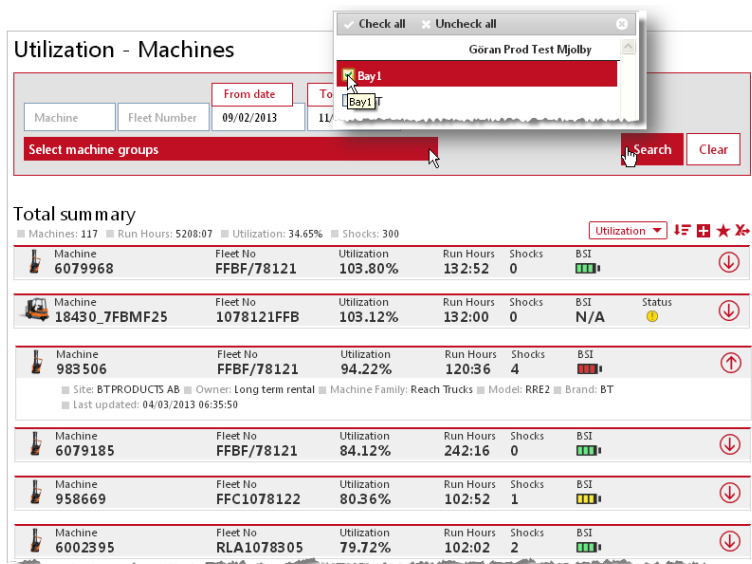 Check all Uncheck all
Göran Prod Test Mjolby
Bay1
Bay1
Utilization - Machines
From date
Machine Fleet Number 09/02/2013 11/
Select machine groups
Search Clear
Total summary
Machines: 117 Run Hours: 5208:07 Utilization: 34.65% Shocks: 300
Utilization
Machine Fleet No Utilization Run Hours Shocks BSI
6079968 FFBF/78121 103.80% 132:52 0
Machine Fleet No Utilization Run Hours Shocks BSI Status
18430_7FBMF25 1078121FFB 103.12% 132:00 0 N/A
Machine Fleet No Utilization Run Hours Shocks BSI
983506 FFBF/78121 94.22% 120:36 4
Site: BTPRODUCTS AB Owner: Long term rental Machine Family: Reach Trucks Model: RRE2 Brand: BT
Last updated: 04/03/2013 06:35:50
Machine Fleet No Utilization Run Hours Shocks BSI
6079185 FFBF/78121 84.12% 242:16 0
Machine Fleet No Utilization Run Hours Shocks BSI
958669 FFC1078122 80.36% 102:52 1
Machine Fleet No Utilization Run Hours Shocks BSI
6002395 RLA1078305 79.72% 102:02 2